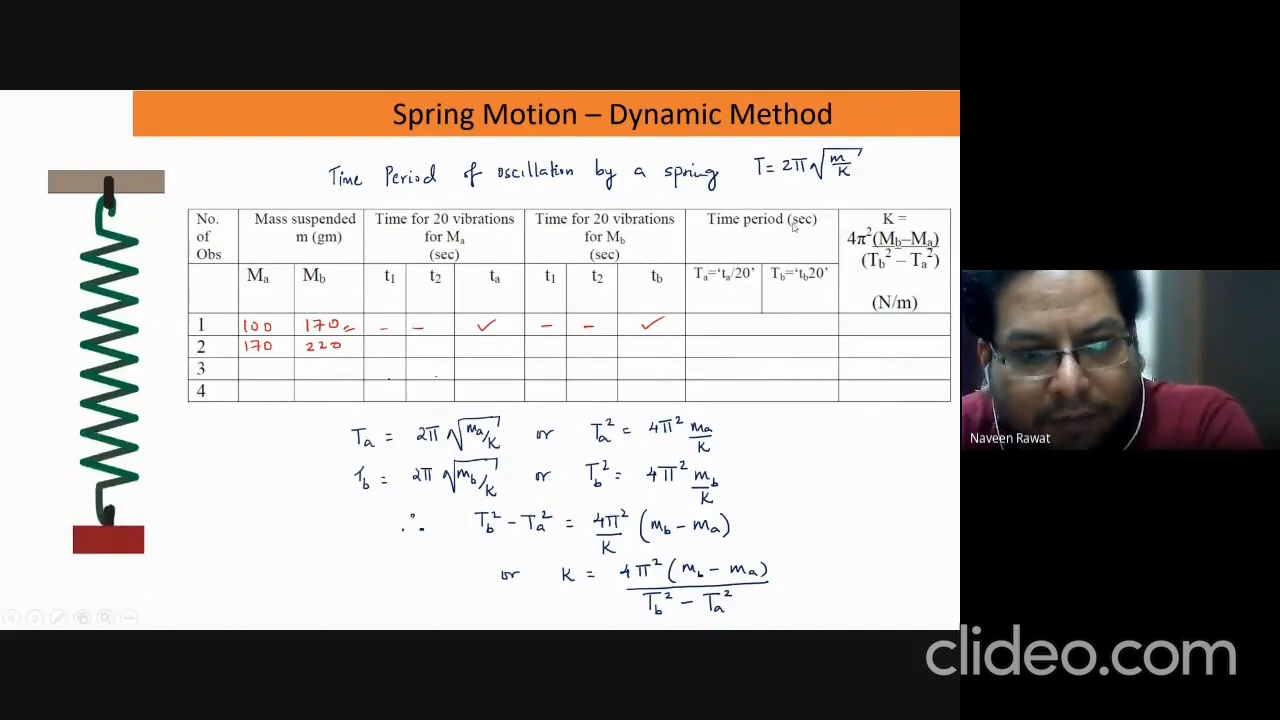 Spring Motion – Dynamic Method
Time Period of oscillation by a spring T = 2π√m/K
No. of Obs
Mass suspended m (gm)
Time for 20 vibrations for Ma (sec)
Time for 20 vibrations for Mb (sec)
Time period (sec)
K = 4π²(Mb–Ma) (Tb² – Ta²) (N/m)
Ma Mb t1 t2 ta t1 t2 tb Ta='ta/20' Tb='tb20'
1 100 170 - - ✓ - - ✓
2 170 220
3
4
Ta = 2π√ma/K or Ta² = 4π² ma/K
Tb = 2π√mb/K or Tb² = 4π² mb/K
∴ Tb² – Ta² = 4π²/K (mb – ma)
or K = 4π² (mb – ma) / Tb² – Ta²
Naveen Rawat
clideo.com